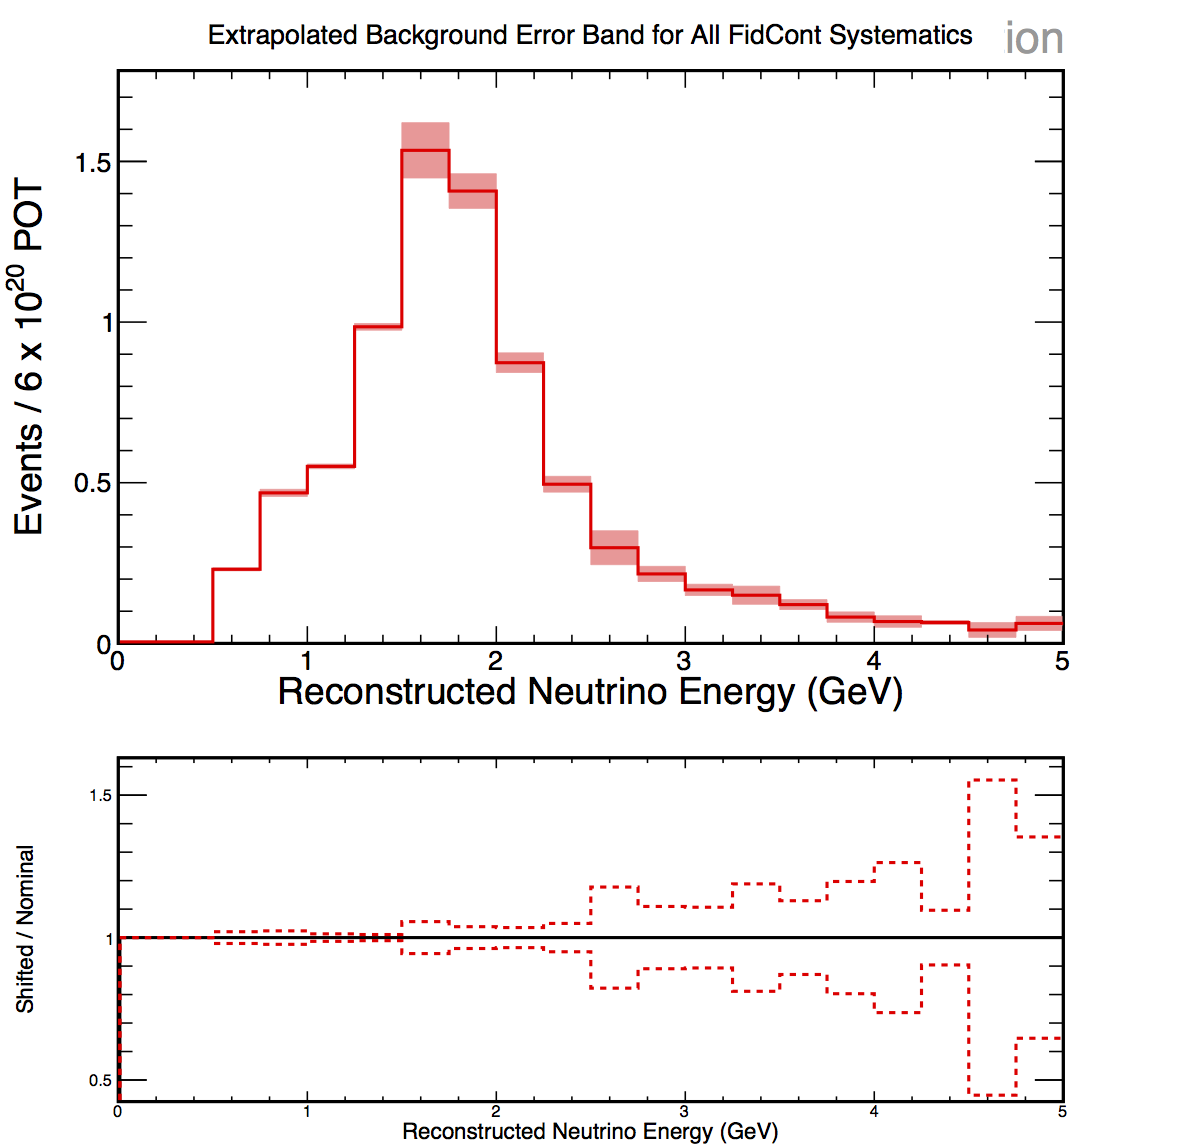 Extrapolated Background Error Band for All FidCont Systematics
ion
Events / 6 x 10²⁰ POT
1.5
1
0.5
0
0 1 2 3 4 5
Reconstructed Neutrino Energy (GeV)
Shifted / Nominal
1.5
1
0.5
0 1 2 3 4 5
Reconstructed Neutrino Energy (GeV)